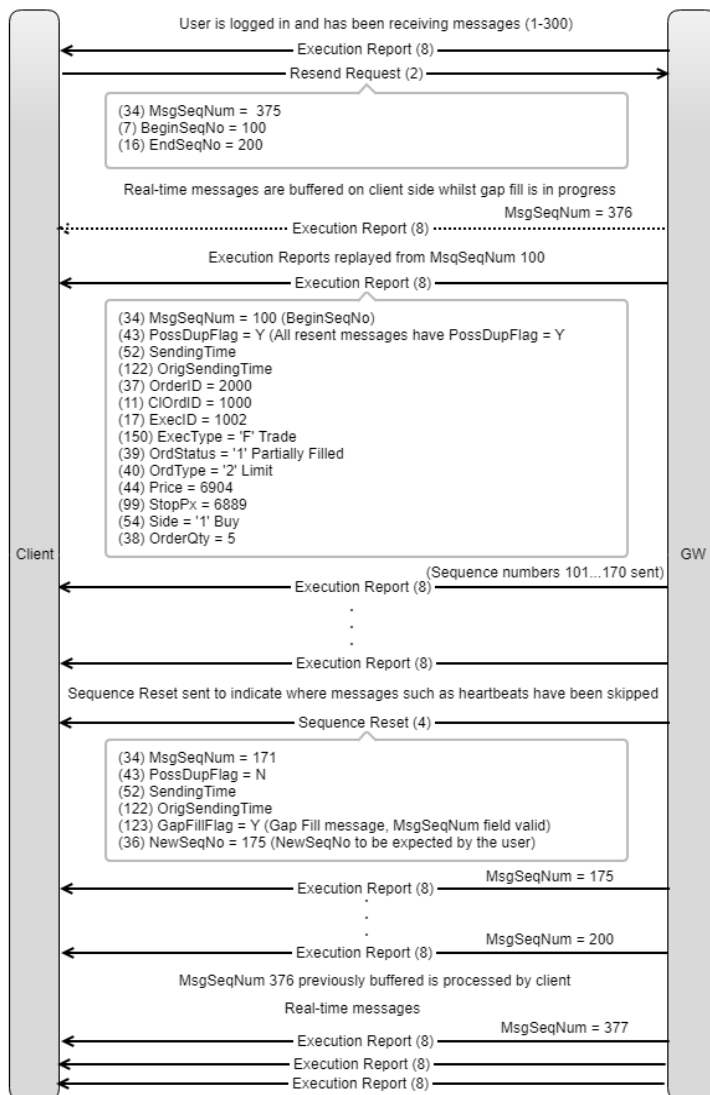 User is logged in and has been receiving messages (1-300)
Execution Report (8)
Resend Request (2)
(34) MsgSeqNum = 375
(7) BeginSeqNo = 100
(16) EndSeqNo = 200
Real-time messages are buffered on client side whilst gap fill is in progress
MsgSeqNum = 376
Execution Report (8)
Execution Reports replayed from MsqSeqNum 100
Execution Report (8)
(34) MsgSeqNum = 100 (BeginSeqNo)
(43) PossDupFlag = Y (All resent messages have PossDupFlag = Y
(52) SendingTime
(122) OrigSendingTime
(37) OrderID = 2000
(11) ClOrdID = 1000
(17) ExecID = 1002
(150) ExecType = 'F' Trade
(39) OrdStatus = '1' Partially Filled
(40) OrdType = '2' Limit
(44) Price = 6904
(99) StopPx = 6889
(54) Side = '1' Buy
(38) OrderQty = 5
Client
GW
(Sequence numbers 101...170 sent)
Execution Report (8)
.
.
.
Execution Report (8)
Sequence Reset sent to indicate where messages such as heartbeats have been skipped
Sequence Reset (4)
(34) MsgSeqNum = 171
(43) PossDupFlag = N
(52) SendingTime
(122) OrigSendingTime
(123) GapFillFlag = Y (Gap Fill message, MsgSeqNum field valid)
(36) NewSeqNo = 175 (NewSeqNo to be expected by the user)
MsgSeqNum = 175
Execution Report (8)
.
.
.
MsgSeqNum = 200
Execution Report (8)
MsgSeqNum 376 previously buffered is processed by client
Real-time messages
MsgSeqNum = 377
Execution Report (8)
Execution Report (8)
Execution Report (8)